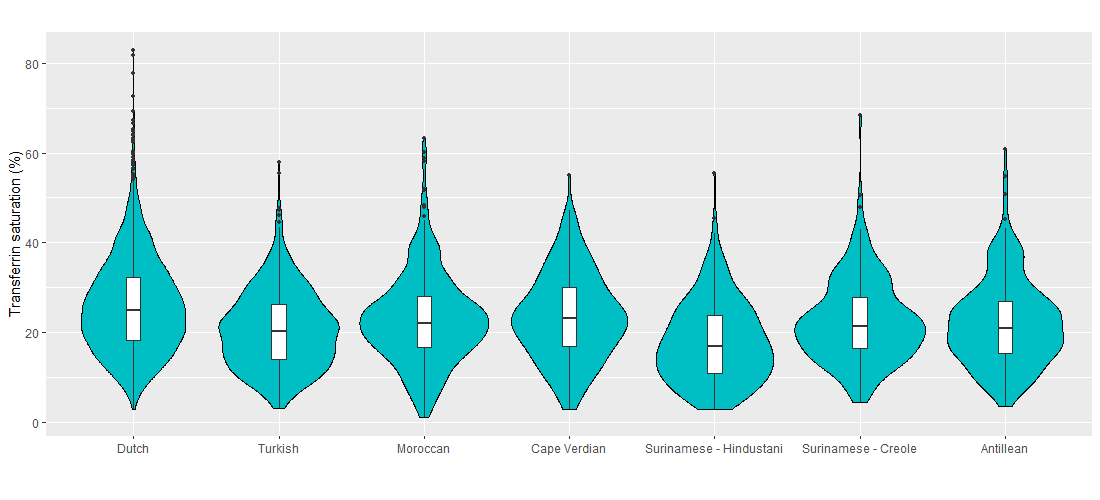 Transferrin saturation (%)
80
60
40
20
0
Dutch Turkish Moroccan Cape Verdian Surinamese - Hindustani Surinamese - Creole Antillean